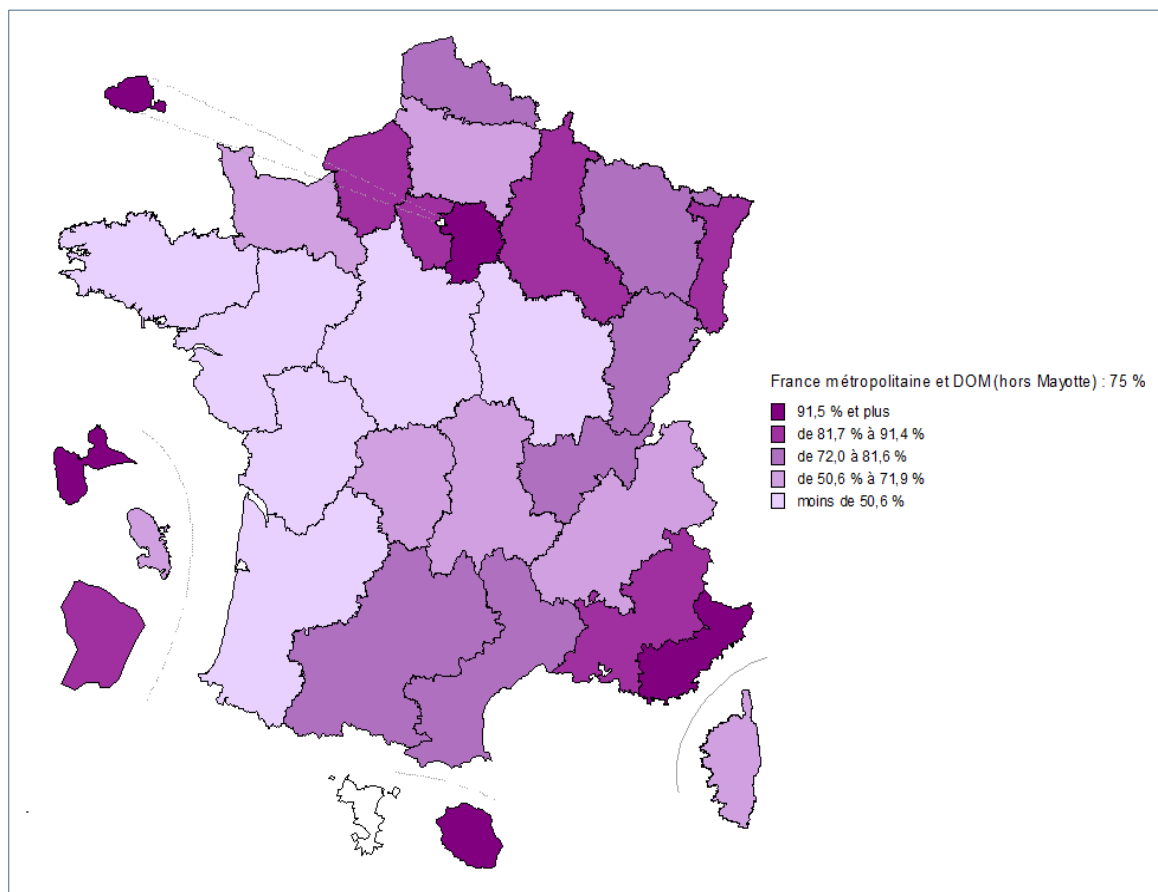 France métropolitaine et DOM (hors Mayotte) : 75 %
91,5 % et plus
de 81,7 % à 91,4 %
de 72,0 à 81,6 %
de 50,6 % à 71,9 %
moins de 50,6 %